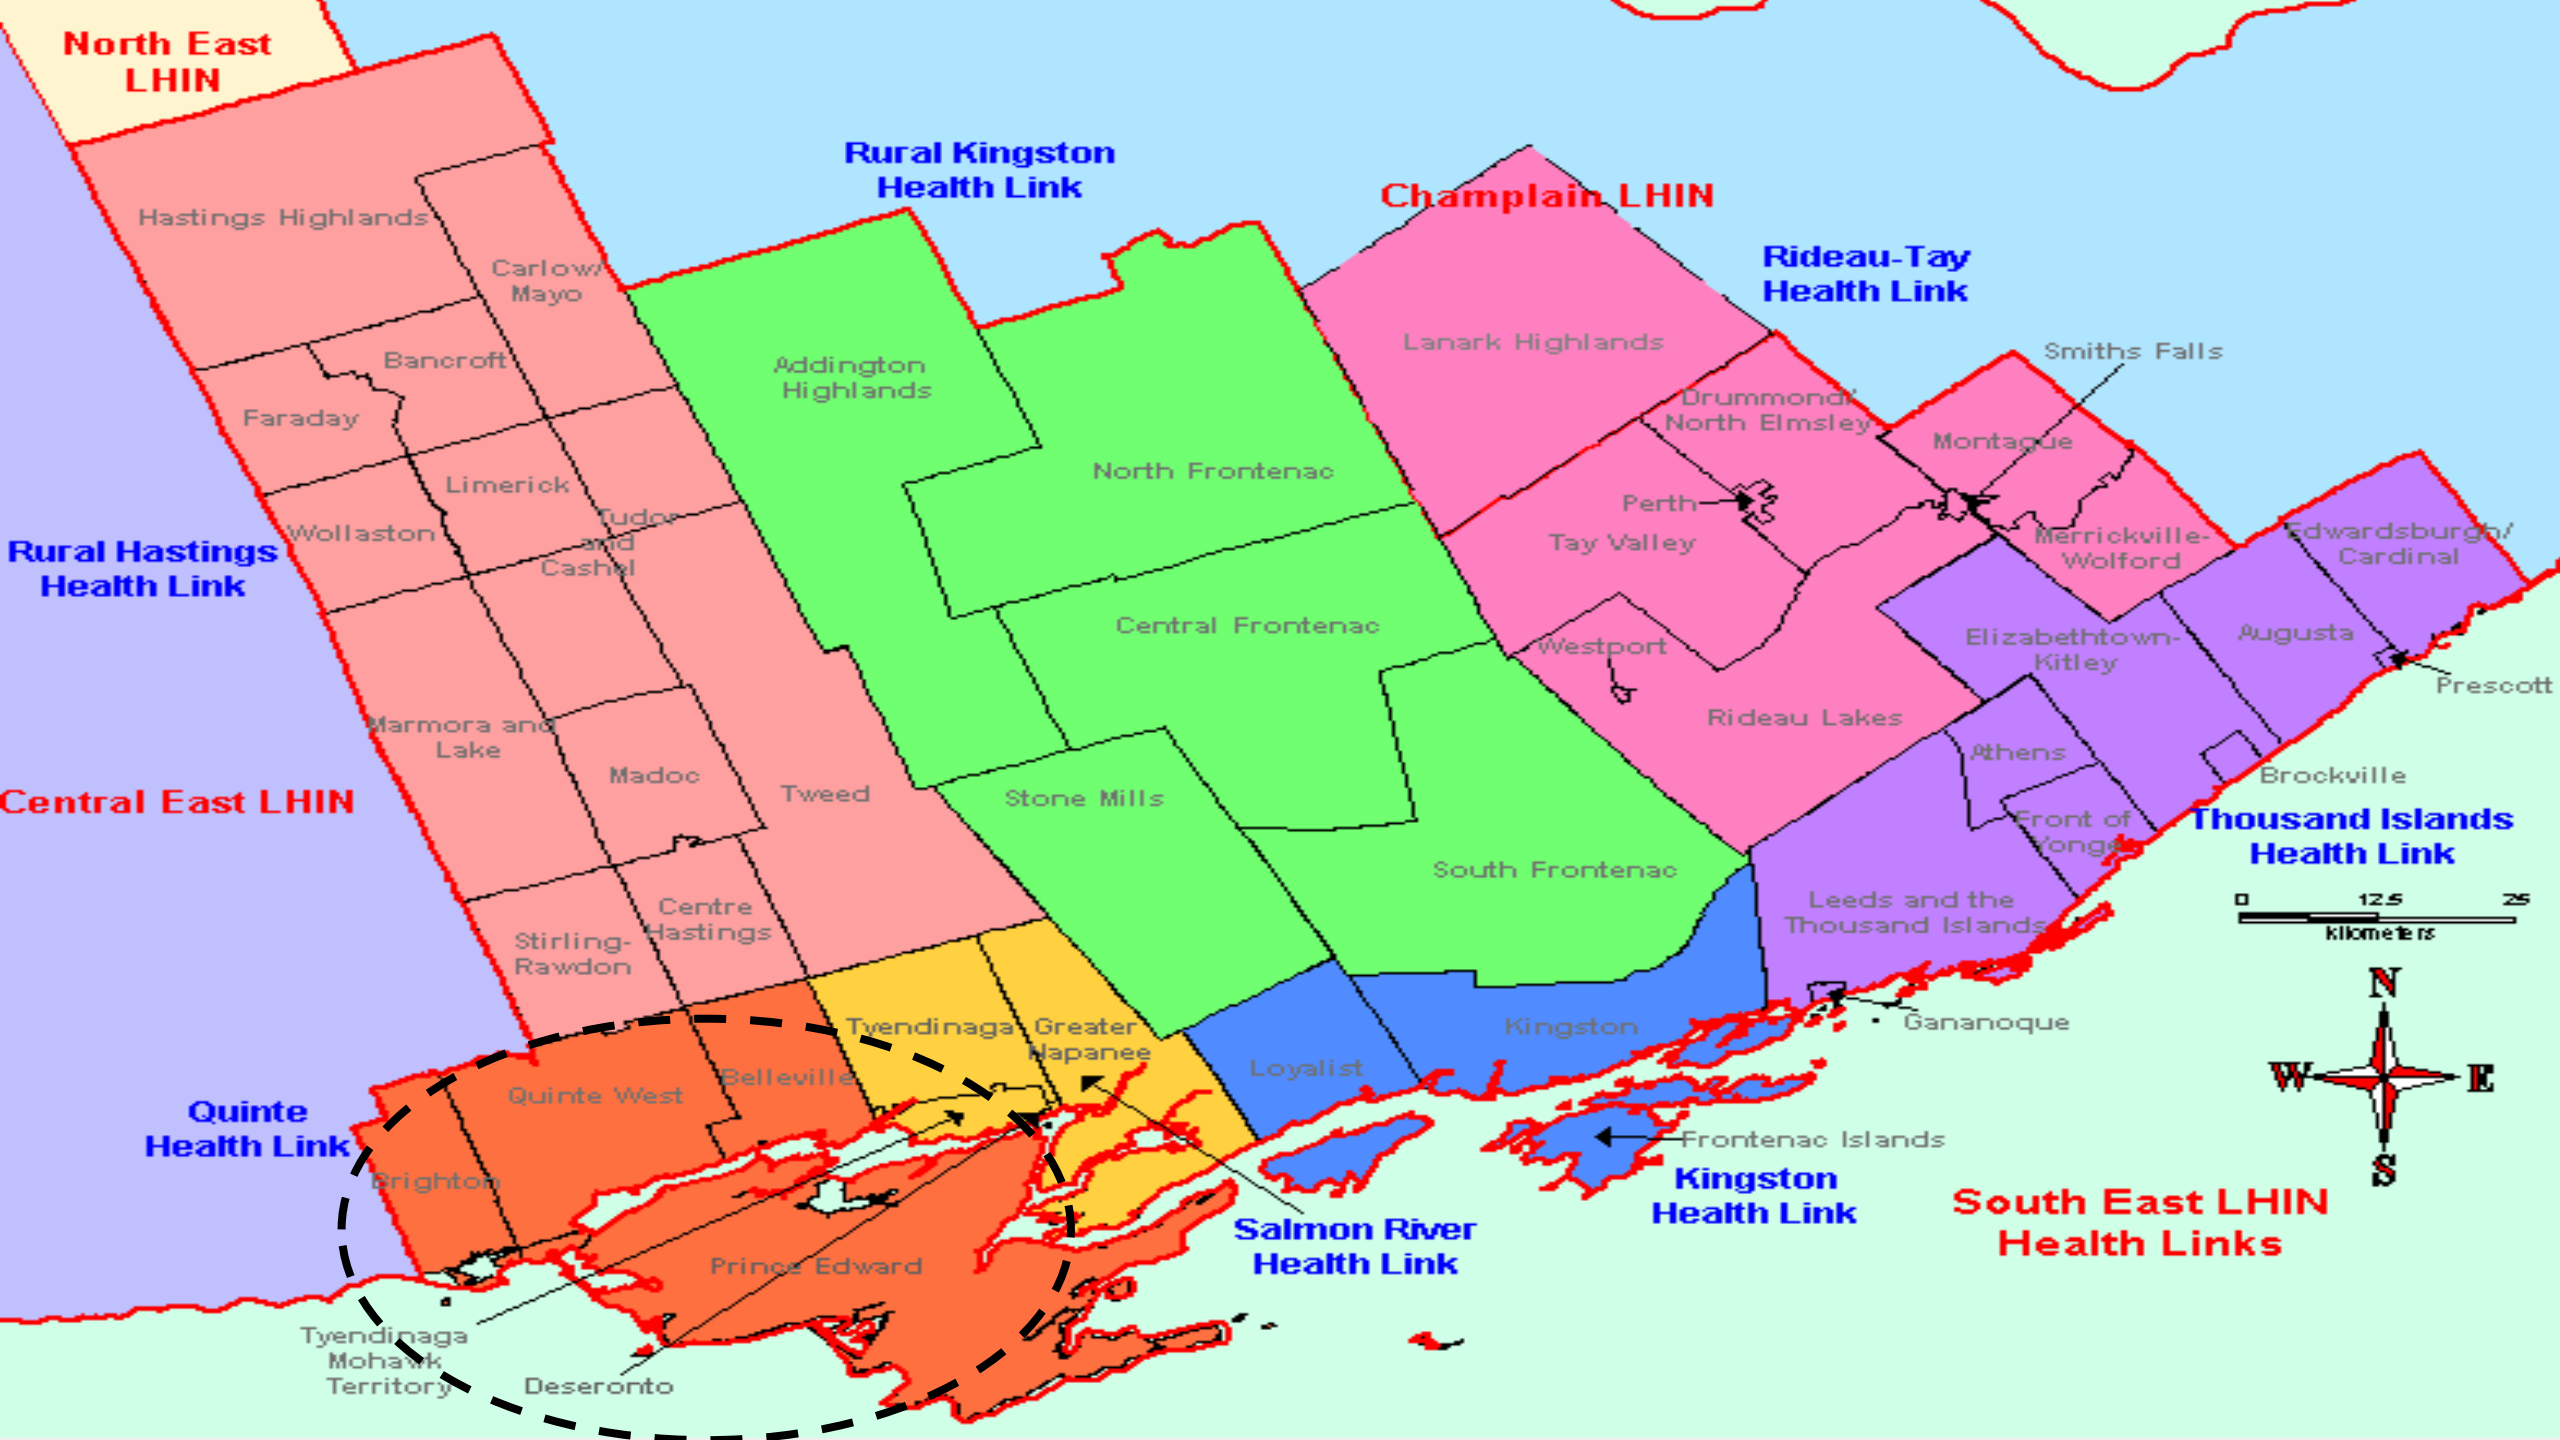 North East
LHIN
Rural Kingston
Health Link
Champlain LHIN
Hastings Highlands
Rideau-Tay
Health Link
Carlow/
Mayo
Lanark Highlands
Smiths Falls
Bancroft
Addington
Highlands
Drummond/
North Elmsley
Faraday
Montague
North Frontenac
Limerick
Perth
Tudor
and
Cashel
Wollaston
Tay Valley
Merrickville-
Wolford
Edwardsburgh/
Cardinal
Rural Hastings
Health Link
Central Frontenac
Westport
Elizabethtown-
Kitley
Augusta
Prescott
Marmora and
Lake
Rideau Lakes
Athens
Madoc
Tweed
Stone Mills
Brockville
Central East LHIN
Front of
Yonge
Thousand Islands
Health Link
South Frontenac
Centre
Hastings
Leeds and the
Thousand Islands
0 12.5 25
kilometers
Stirling-
Rawdon
N
W E
S
Tyendinaga
Greater
Napanee
Kingston
Gananoque
Loyalist
Belleville
Quinte West
Quinte
Health Link
Brighton
Frontenac Islands
Kingston
Health Link
Salmon River
Health Link
South East LHIN
Health Links
Prince Edward
Tyendinaga
Mohawk
Territory
Deseronto